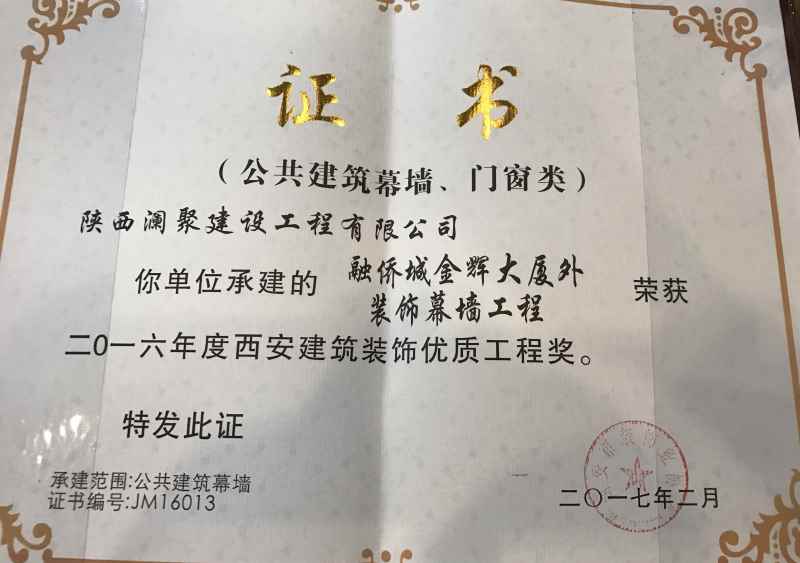 证书
（公共建筑幕墙、门窗类）
陕西澜聚建设工程有限公司
你单位承建的 融侨城金辉大厦外装饰幕墙工程 荣获
二0一六年度西安建筑装饰优质工程奖。
特发此证
承建范围:公共建筑幕墙
证书编号:JM16013
二〇一七年二月